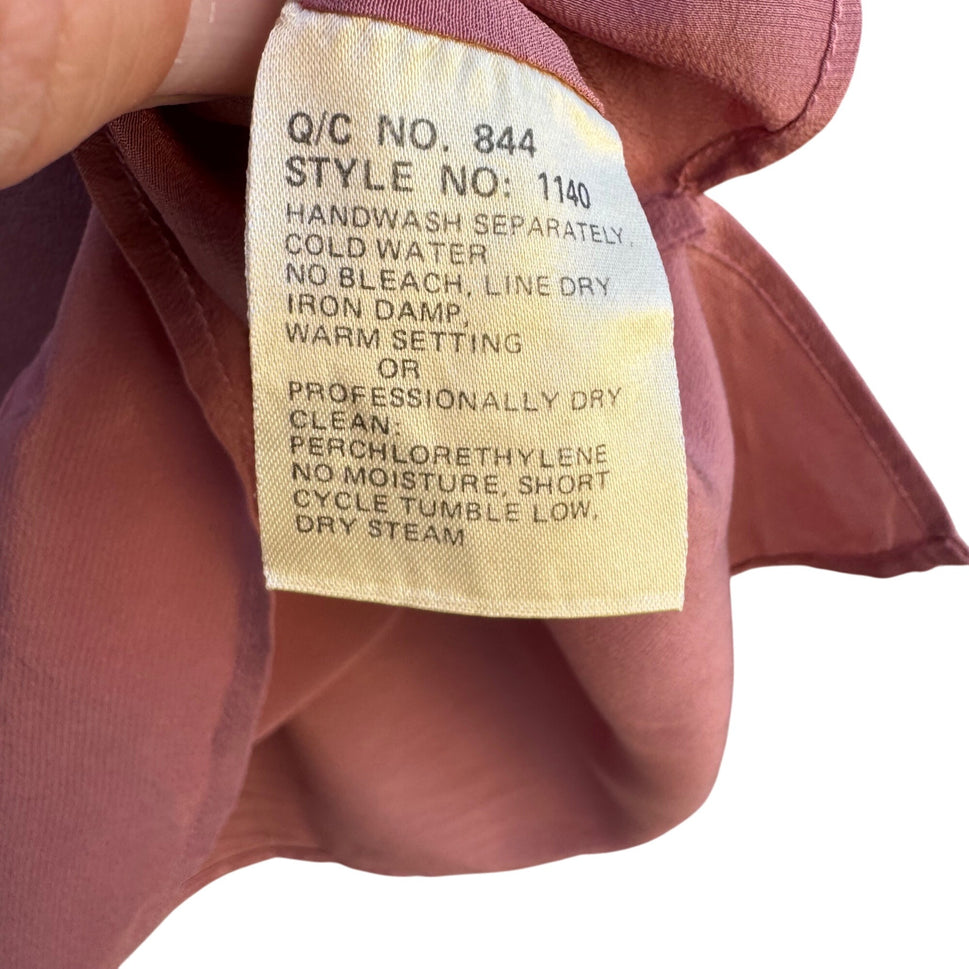 Q/C NO. 844
STYLE NO: 1140
HANDWASH SEPARATELY,
COLD WATER
NO BLEACH, LINE DRY
IRON DAMP,
WARM SETTING
OR
PROFESSIONALLY DRY
CLEAN:
PERCHLORETHYLENE
NO MOISTURE, SHORT
CYCLE TUMBLE LOW,
DRY STEAM